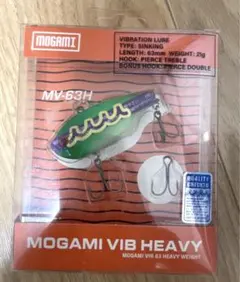 MOGAMI
VIBRATION LURE
TYPE: SINKING
LENGTH: 63mm WEIGHT: 21g
HOOK: PIERCE TREBLE
BONUS HOOK: PIERCE DOUBLE
MV-63H
QUALITY
MOGAMI VIB HEAVY
MOGAMI VIB 63 HEAVY WEIGHT